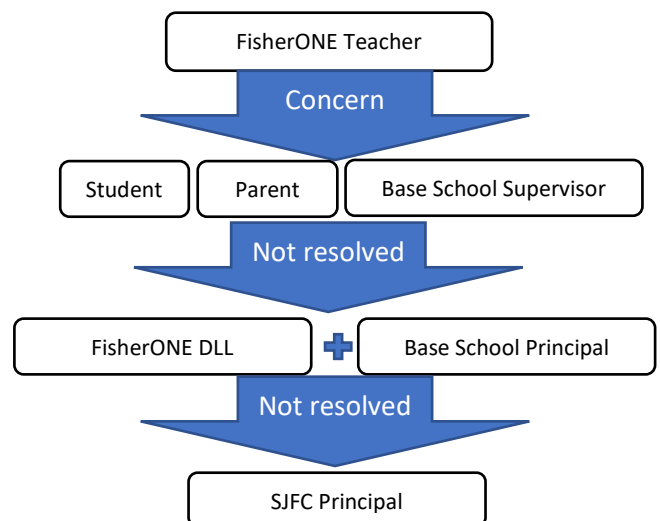 FisherONE Teacher
Concern
Student Parent Base School Supervisor
Not resolved
FisherONE DLL Base School Principal
Not resolved
SJFC Principal